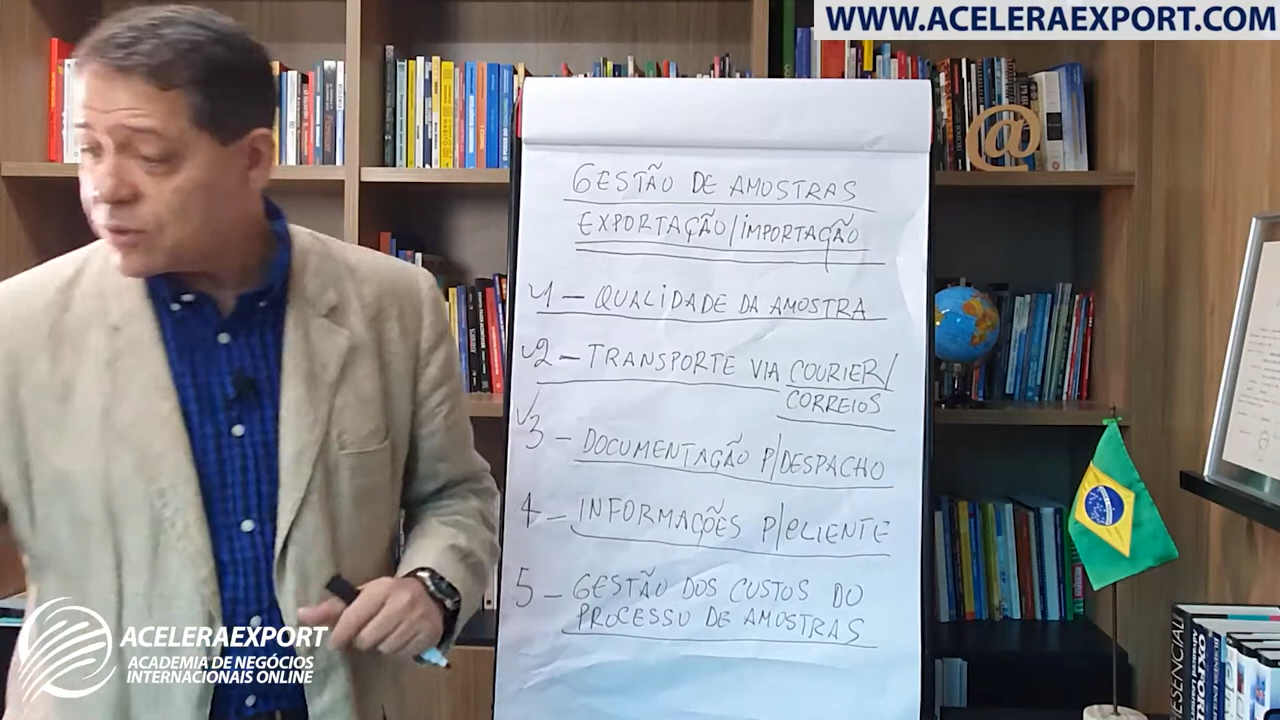 WWW.ACELERAEXPORT.COM
GESTÃO DE AMOSTRAS
EXPORTAÇÃO/IMPORTAÇÃO
1 - QUALIDADE DA AMOSTRA
2 - TRANSPORTE VIA COURIER/
CORREIOS
3 - DOCUMENTAÇÃO P/DESPACHO
4 - INFORMAÇÕES P/CLIENTE
5 - GESTÃO DOS CUSTOS DO
PROCESSO DE AMOSTRAS
ACELERAEXPORT
ACADEMIA DE NEGÓCIOS
INTERNACIONAIS ONLINE
OXFORD